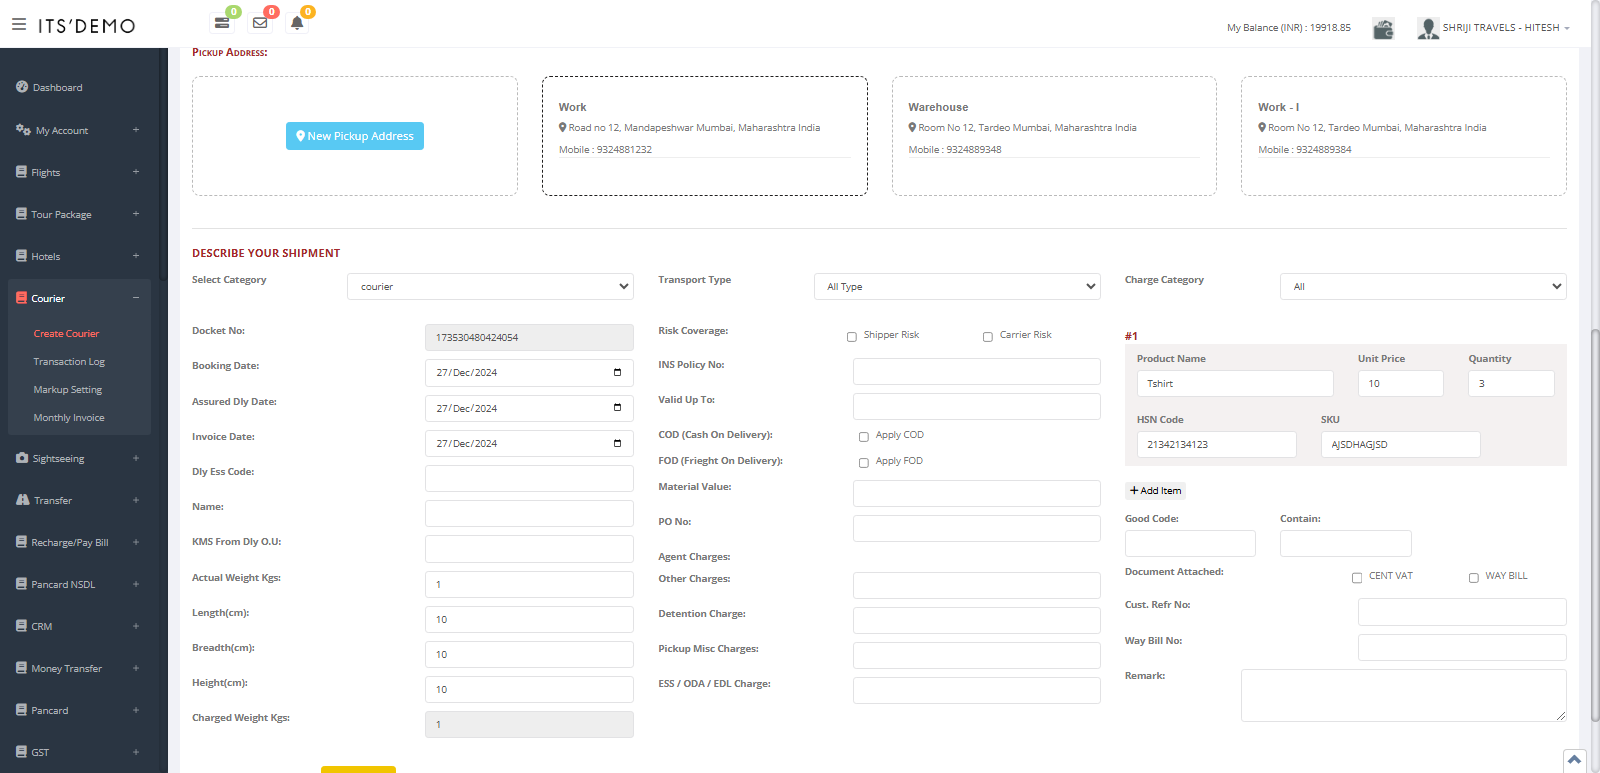 ITS'DEMO
0
0
0
My Balance (INR) : 19918.85
SHRIJI TRAVELS - HITESH
Dashboard
My Account +
Flights +
Tour Package +
Hotels +
Courier −
Create Courier
Transaction Log
Markup Setting
Monthly Invoice
Sightseeing +
Transfer +
Recharge/Pay Bill +
Pancard NSDL +
CRM +
Money Transfer +
Pancard +
GST +
PICKUP ADDRESS:
New Pickup Address
Work
Road no 12, Mandapeshwar Mumbai, Maharashtra India
Mobile : 9324881232
Warehouse
Room No 12, Tardeo Mumbai, Maharashtra India
Mobile : 9324889348
Work - I
Room No 12, Tardeo Mumbai, Maharashtra India
Mobile : 9324889384
DESCRIBE YOUR SHIPMENT
Select Category courier
Transport Type All Type
Charge Category All
Docket No: 173530480424054
Booking Date: 27/Dec/2024
Assured Dly Date: 27/Dec/2024
Invoice Date: 27/Dec/2024
Dly Ess Code:
Name:
KMS From Dly O.U:
Actual Weight Kgs: 1
Length(cm): 10
Breadth(cm): 10
Height(cm): 10
Charged Weight Kgs: 1
Risk Coverage: Shipper Risk Carrier Risk
INS Policy No:
Valid Up To:
COD (Cash On Delivery): Apply COD
FOD (Frieght On Delivery): Apply FOD
Material Value:
PO No:
Agent Charges:
Other Charges:
Detention Charge:
Pickup Misc Charges:
ESS / ODA / EDL Charge:
#1
Product Name Unit Price Quantity
Tshirt 10 3
HSN Code SKU
21342134123 AJSDHAGJSD
+ Add Item
Good Code: Contain:
Document Attached: CENT VAT WAY BILL
Cust. Refr No:
Way Bill No:
Remark: